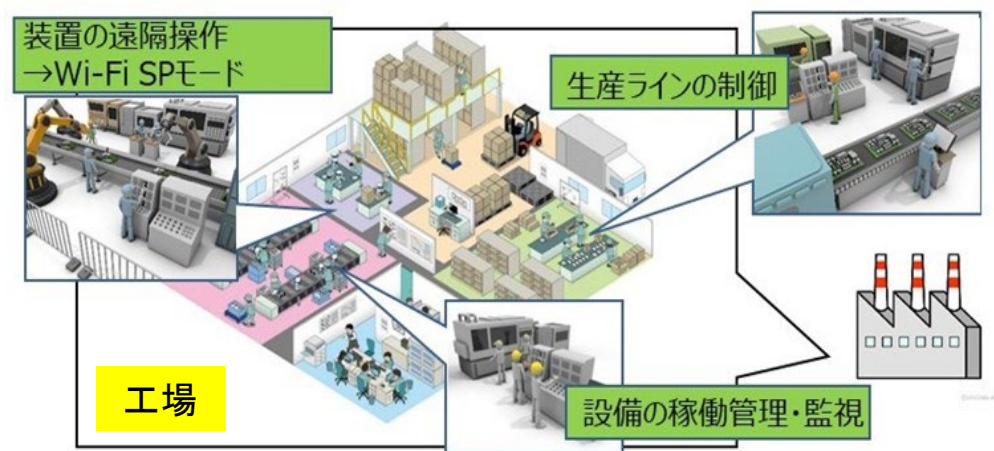 装置の遠隔操作
→Wi-Fi SPモード
生産ラインの制御
工場
設備の稼働管理・監視